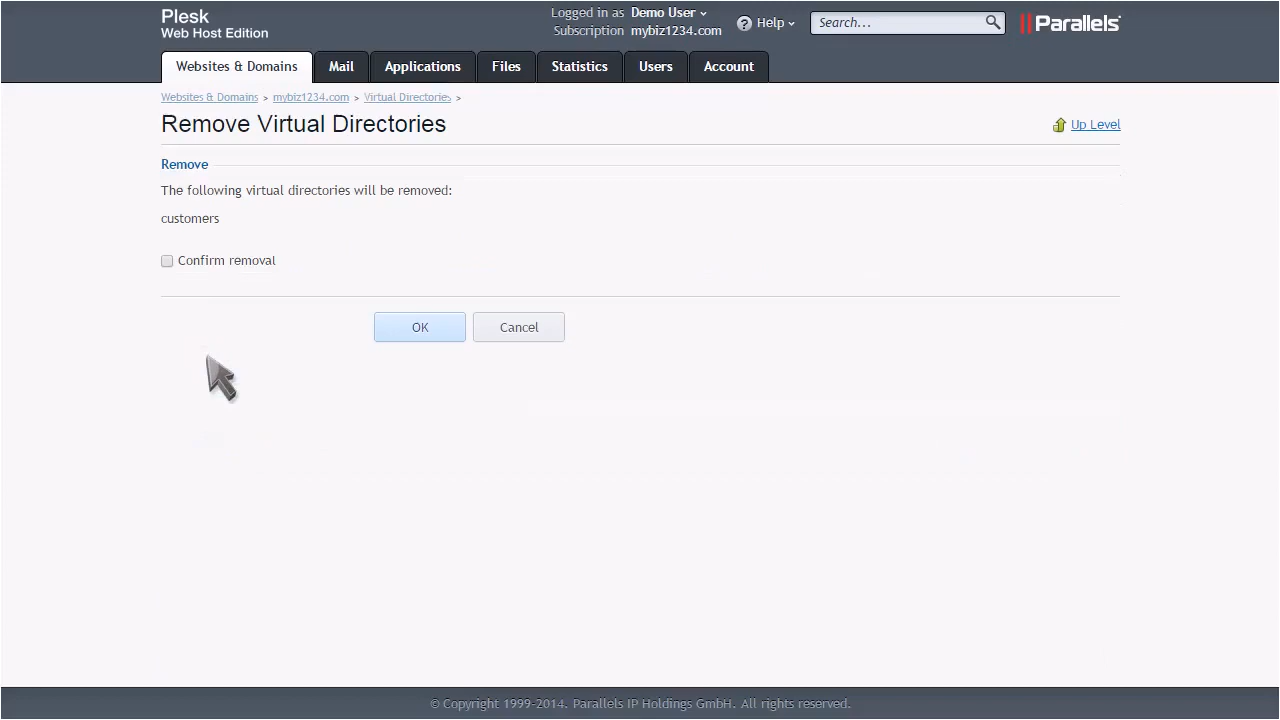 Plesk
Web Host Edition
Logged in as Demo User
Subscription mybiz1234.com
Help
Search...
Parallels
Websites & Domains
Mail
Applications
Files
Statistics
Users
Account
Websites & Domains > mybiz1234.com > Virtual Directories >
Remove Virtual Directories
Up Level
Remove
The following virtual directories will be removed:
customers
Confirm removal
OK
Cancel
© Copyright 1999-2014. Parallels IP Holdings GmbH. All rights reserved.